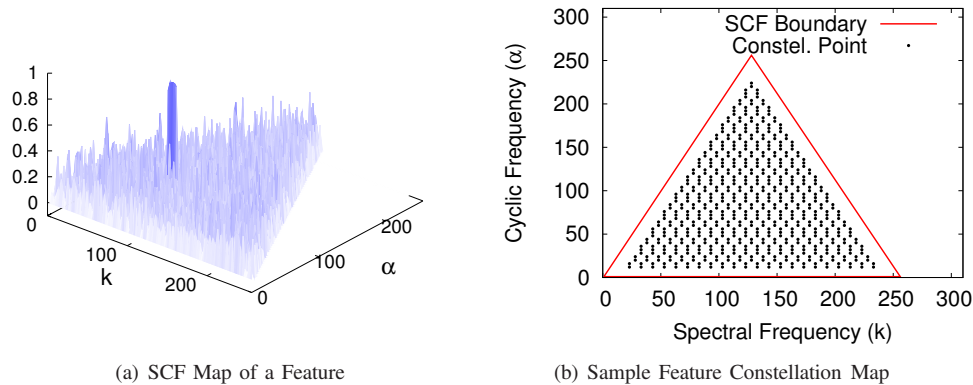 1
0.8
0.6
0.4
0.2
0
0
100
200
k
0
100
200
α
300
250
200
150
100
50
0
0 50 100 150 200 250 300
Cyclic Frequency (α)
Spectral Frequency (k)
SCF Boundary
Constel. Point
(a) SCF Map of a Feature
(b) Sample Feature Constellation Map